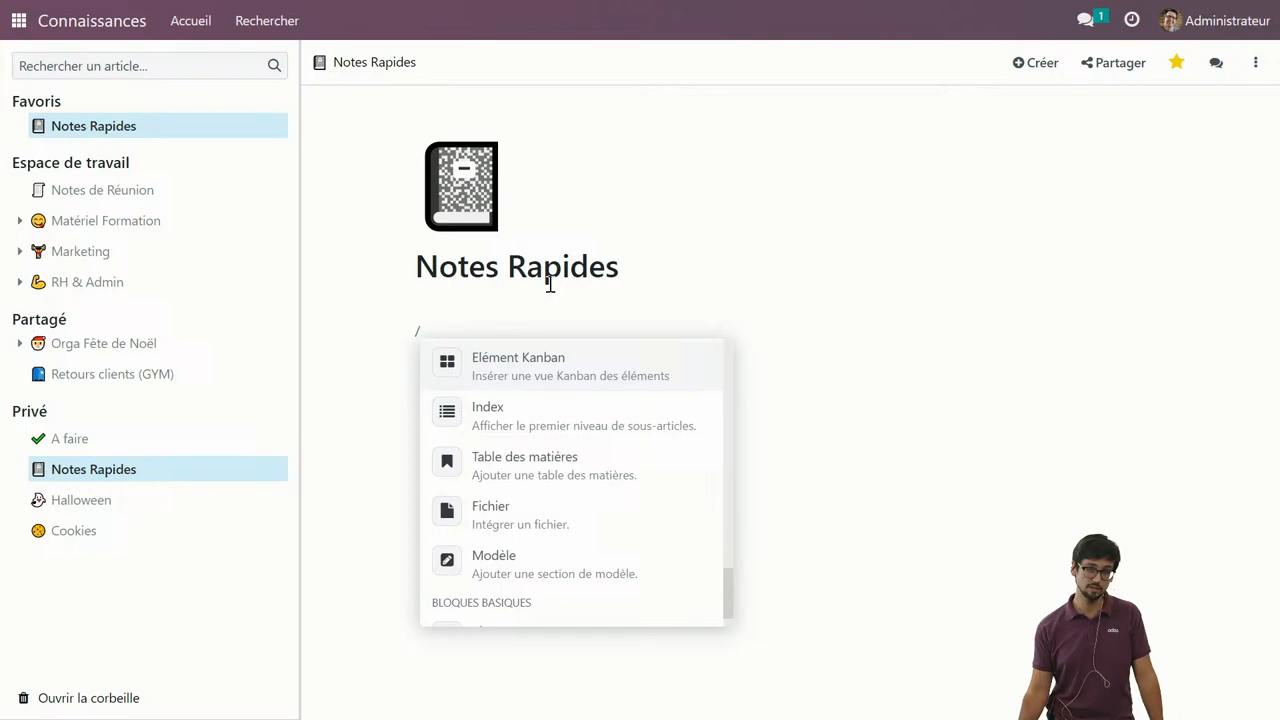 Connaissances Accueil Rechercher 1 Administrateur
Rechercher un article...
Favoris
Notes Rapides
Espace de travail
Notes de Réunion
Matériel Formation
Marketing
RH & Admin
Partagé
Orga Fête de Noël
Retours clients (GYM)
Privé
A faire
Notes Rapides
Halloween
Cookies
Ouvrir la corbeille
Notes Rapides Créer Partager
Notes Rapides
/
Elément Kanban
Insérer une vue Kanban des éléments
Index
Afficher le premier niveau de sous-articles.
Table des matières
Ajouter une table des matières.
Fichier
Intégrer un fichier.
Modèle
Ajouter une section de modèle.
BLOQUES BASIQUES
odoo